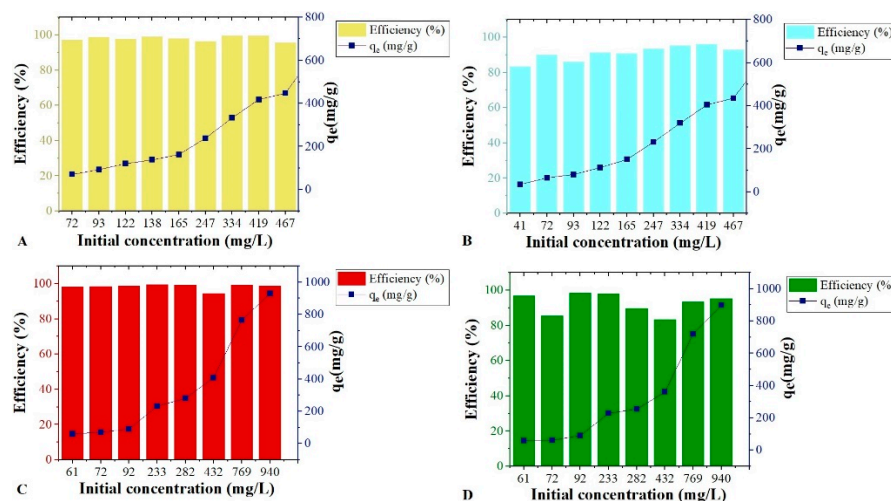 Efficiency (%)
qe (mg/g)
Efficiency (%)
100
80
60
40
20
0
800
600
400
200
0
qe(mg/g)
72 93 122 138 165 247 334 419 467
A
Initial concentration (mg/L)
Efficiency (%)
qe (mg/g)
Efficiency (%)
100
80
60
40
20
0
800
600
400
200
0
qe(mg/g)
41 72 93 122 165 247 334 419 467
B
Initial concentration (mg/L)
Efficiency (%)
qe (mg/g)
Efficiency (%)
100
80
60
40
20
0
1000
800
600
400
200
0
qe(mg/g)
61 72 92 233 282 432 769 940
C
Initial concentration (mg/L)
Efficiency (%)
qe (mg/g)
Efficiency (%)
100
80
60
40
20
0
1000
800
600
400
200
0
qe(mg/g)
61 72 92 233 282 432 769 940
D
Initial concentration (mg/L)